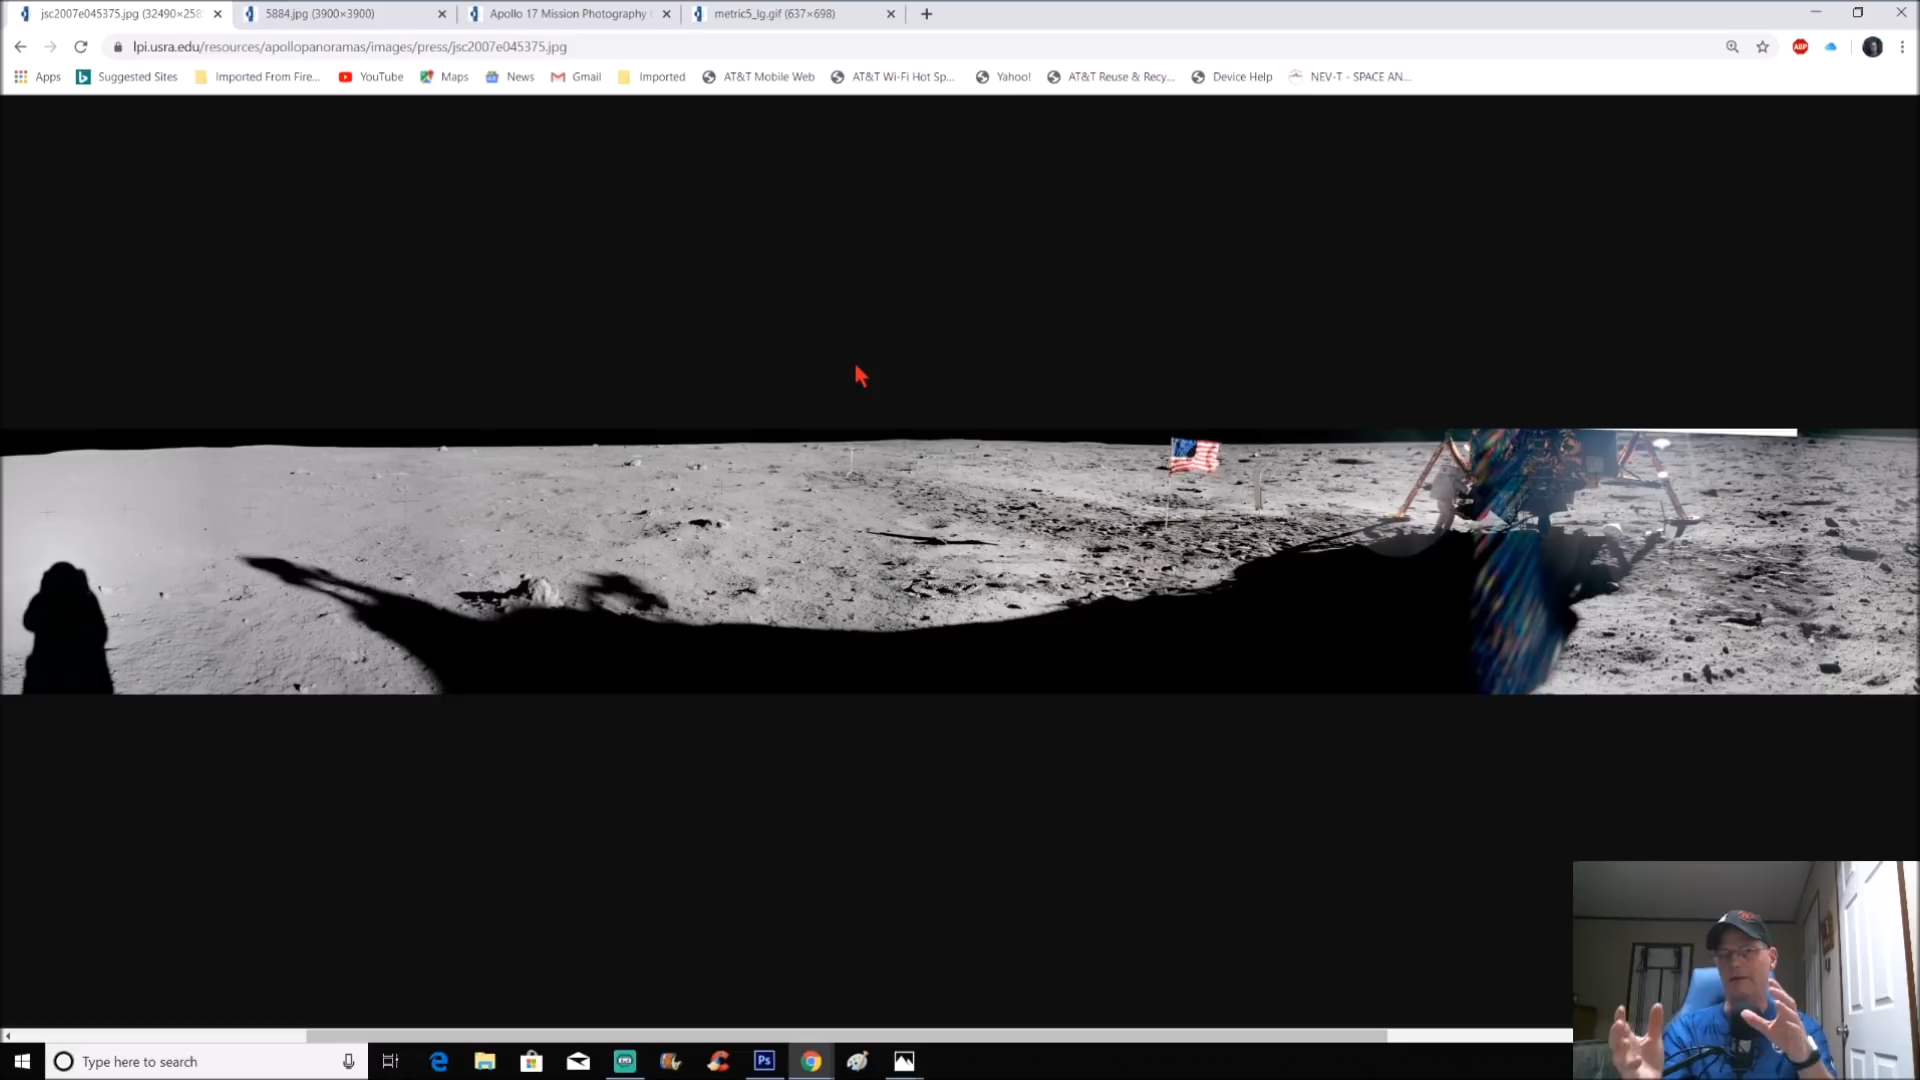 jsc2007e045375.jpg (32490×258
5884.jpg (3900×3900)
Apollo 17 Mission Photography
metric5_lg.gif (637×698)
lpi.usra.edu/resources/apollopanoramas/images/press/jsc2007e045375.jpg
ABP
Apps
Suggested Sites
Imported From Fire...
YouTube
Maps
News
Gmail
Imported
AT&T Mobile Web
AT&T Wi-Fi Hot Sp...
Yahoo!
AT&T Reuse & Recy...
Device Help
NEV-T - SPACE AN...
Type here to search
Ps